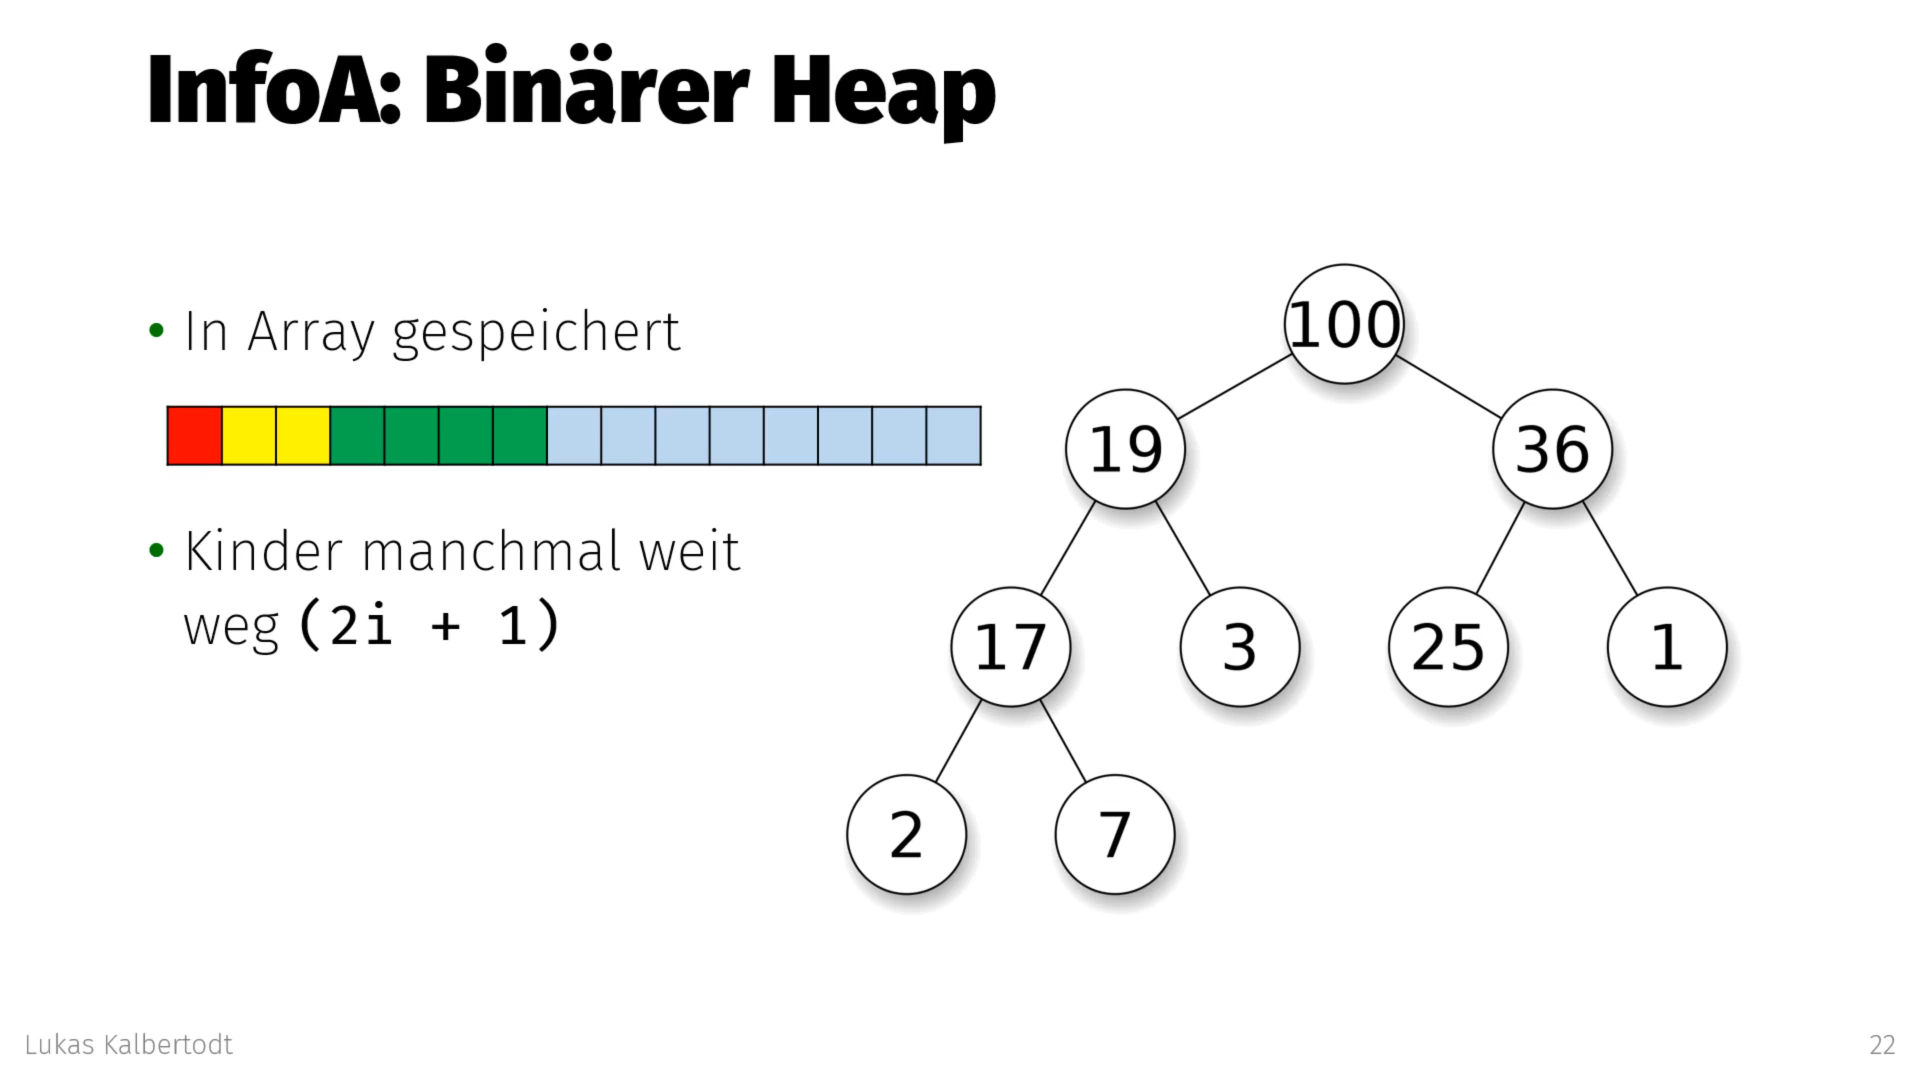 InfoA: Binärer Heap
• In Array gespeichert
• Kinder manchmal weit
weg (2i + 1)
100
19
36
17
3
25
1
2
7
Lukas Kalbertodt
22